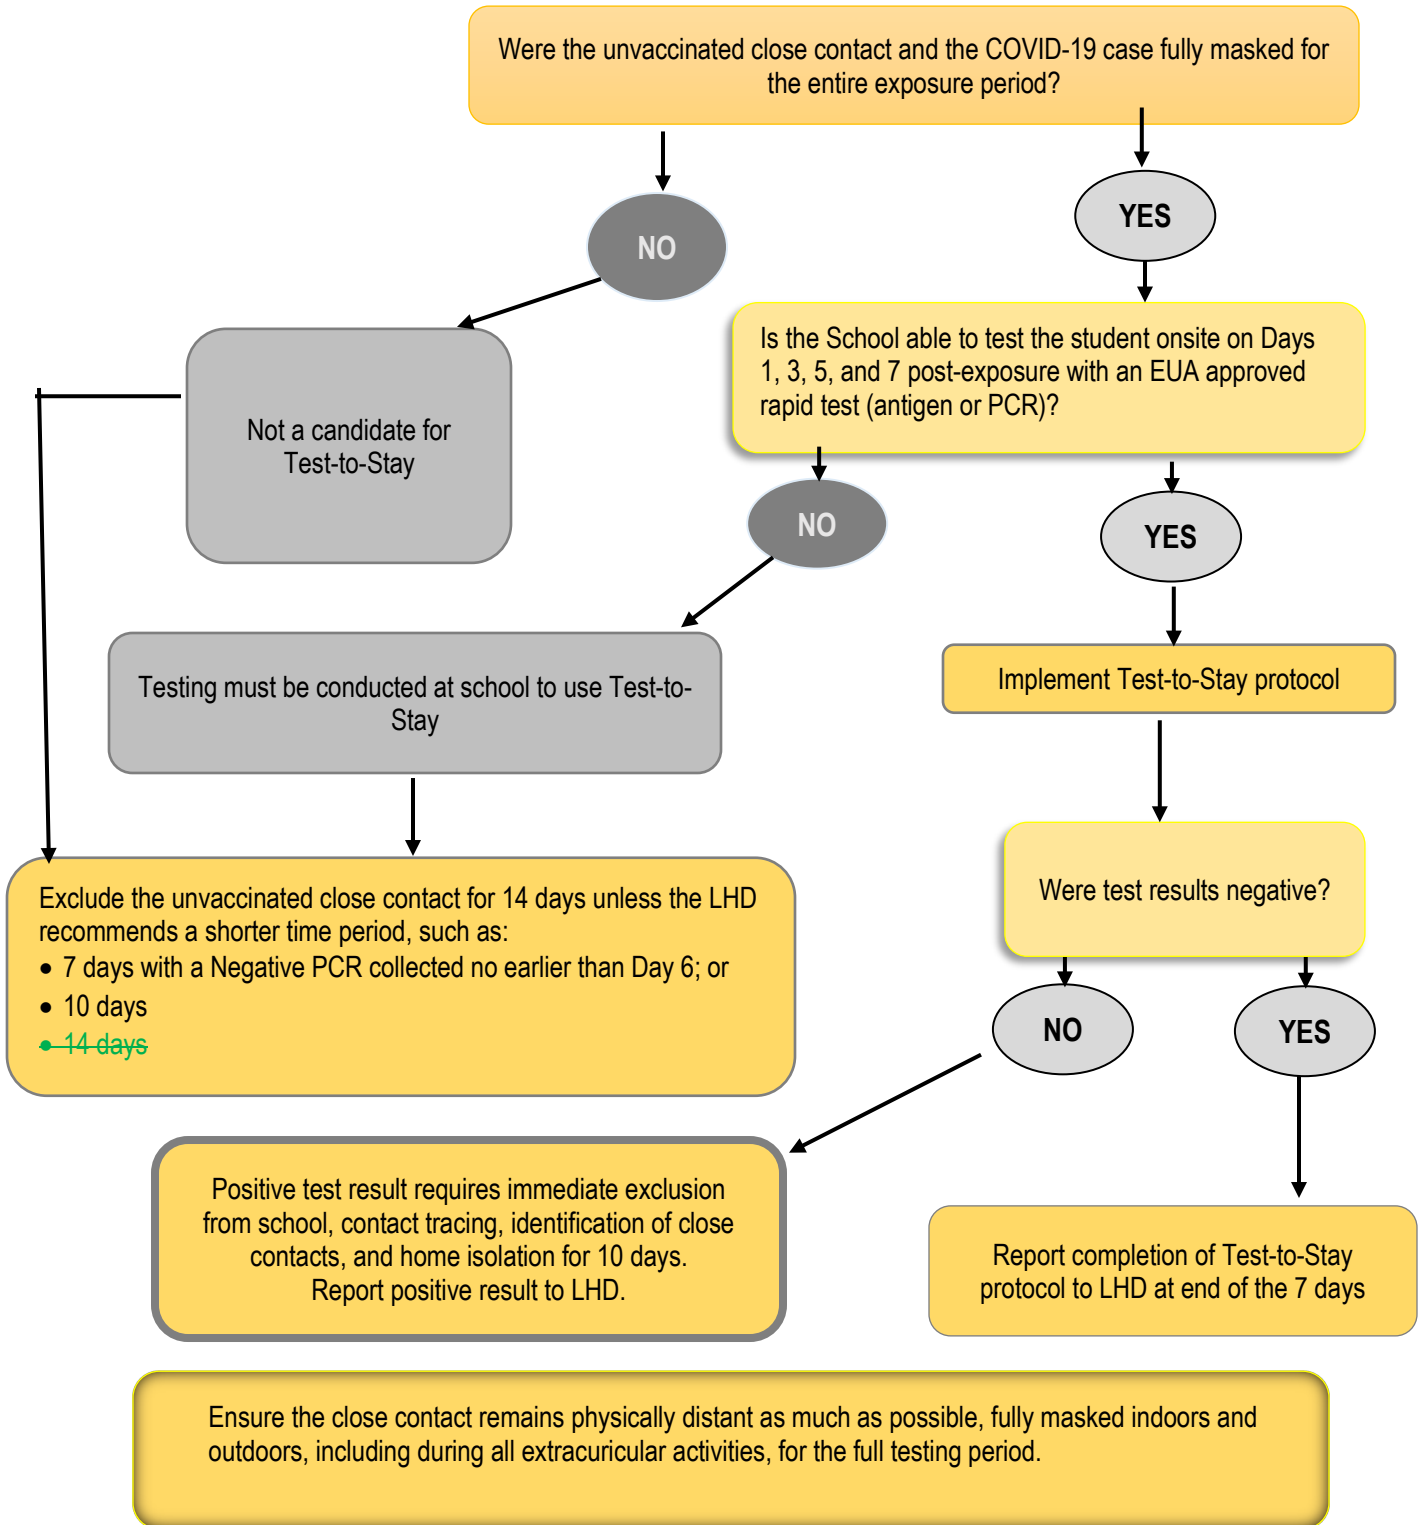 Were the unvaccinated close contact and the COVID-19 case fully masked for
the entire exposure period?
NO
YES
Is the School able to test the student onsite on Days
1, 3, 5, and 7 post-exposure with an EUA approved
rapid test (antigen or PCR)?
Not a candidate for
Test-to-Stay
NO
YES
Testing must be conducted at school to use Test-to-
Stay
Implement Test-to-Stay protocol
Exclude the unvaccinated close contact for 14 days unless the LHD
recommends a shorter time period, such as:
• 7 days with a Negative PCR collected no earlier than Day 6; or
• 10 days
• 14 days
Were test results negative?
NO
YES
Positive test result requires immediate exclusion
from school, contact tracing, identification of close
contacts, and home isolation for 10 days.
Report positive result to LHD.
Report completion of Test-to-Stay
protocol to LHD at end of the 7 days
Ensure the close contact remains physically distant as much as possible, fully masked indoors and
outdoors, including during all extracuricular activities, for the full testing period.